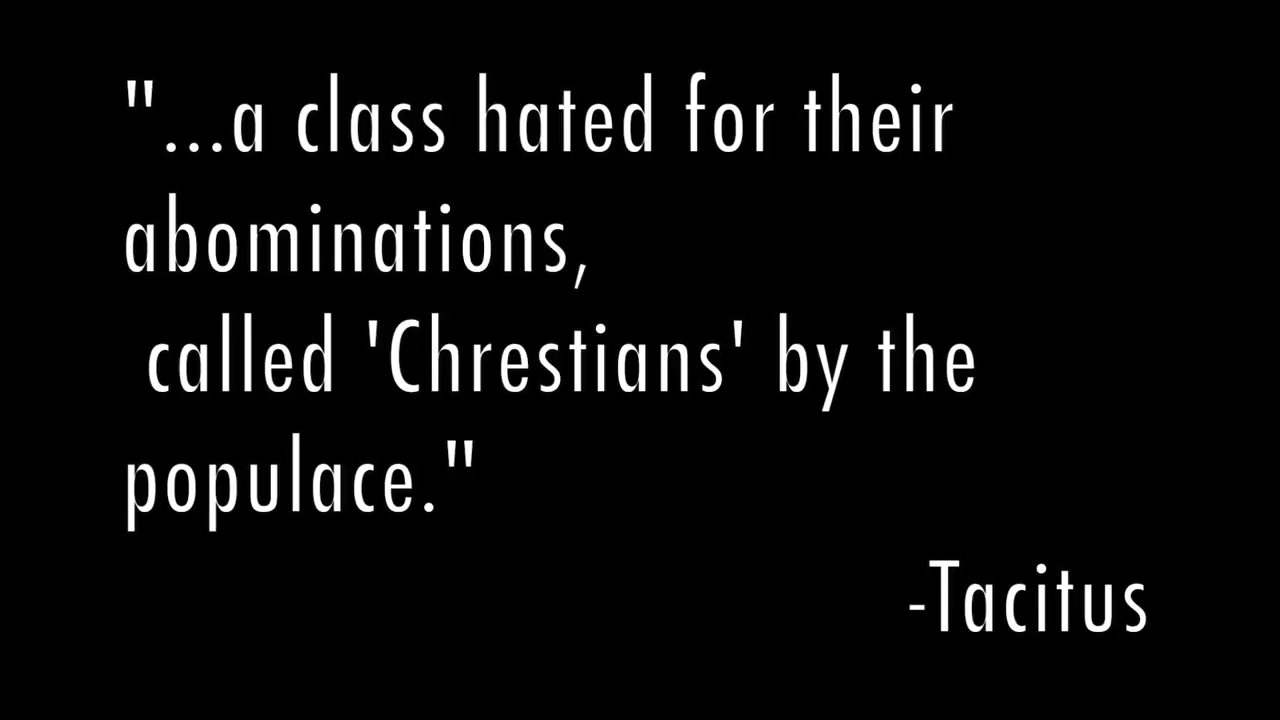 "...a class hated for their
abominations,
called 'Chrestians' by the
populace."
-Tacitus